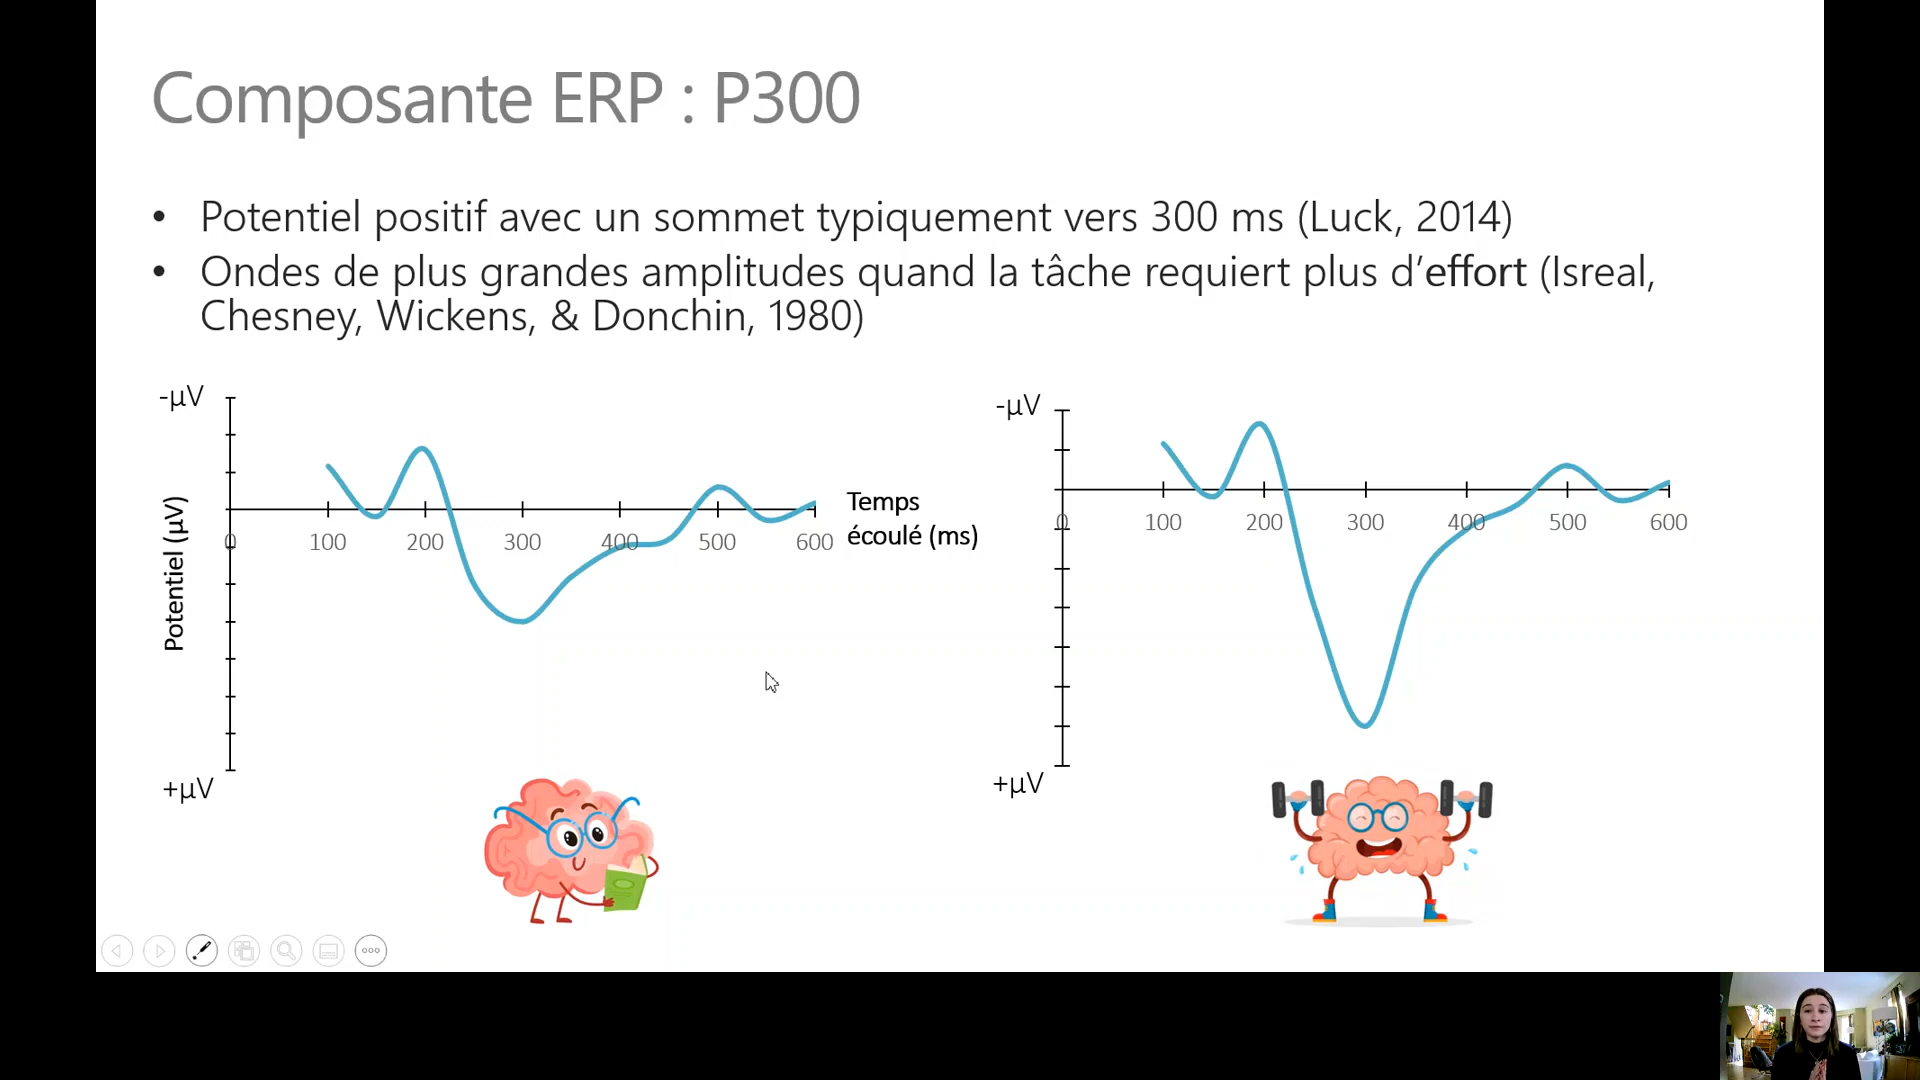 Composante ERP : P300
• Potentiel positif avec un sommet typiquement vers 300 ms (Luck, 2014)
• Ondes de plus grandes amplitudes quand la tâche requiert plus d’effort (Isreal,
Chesney, Wickens, & Donchin, 1980)
-µV
Potentiel (µV)
0 100 200 300 400 500 600
Temps
écoulé (ms)
+µV
-µV
0 100 200 300 400 500 600
+µV